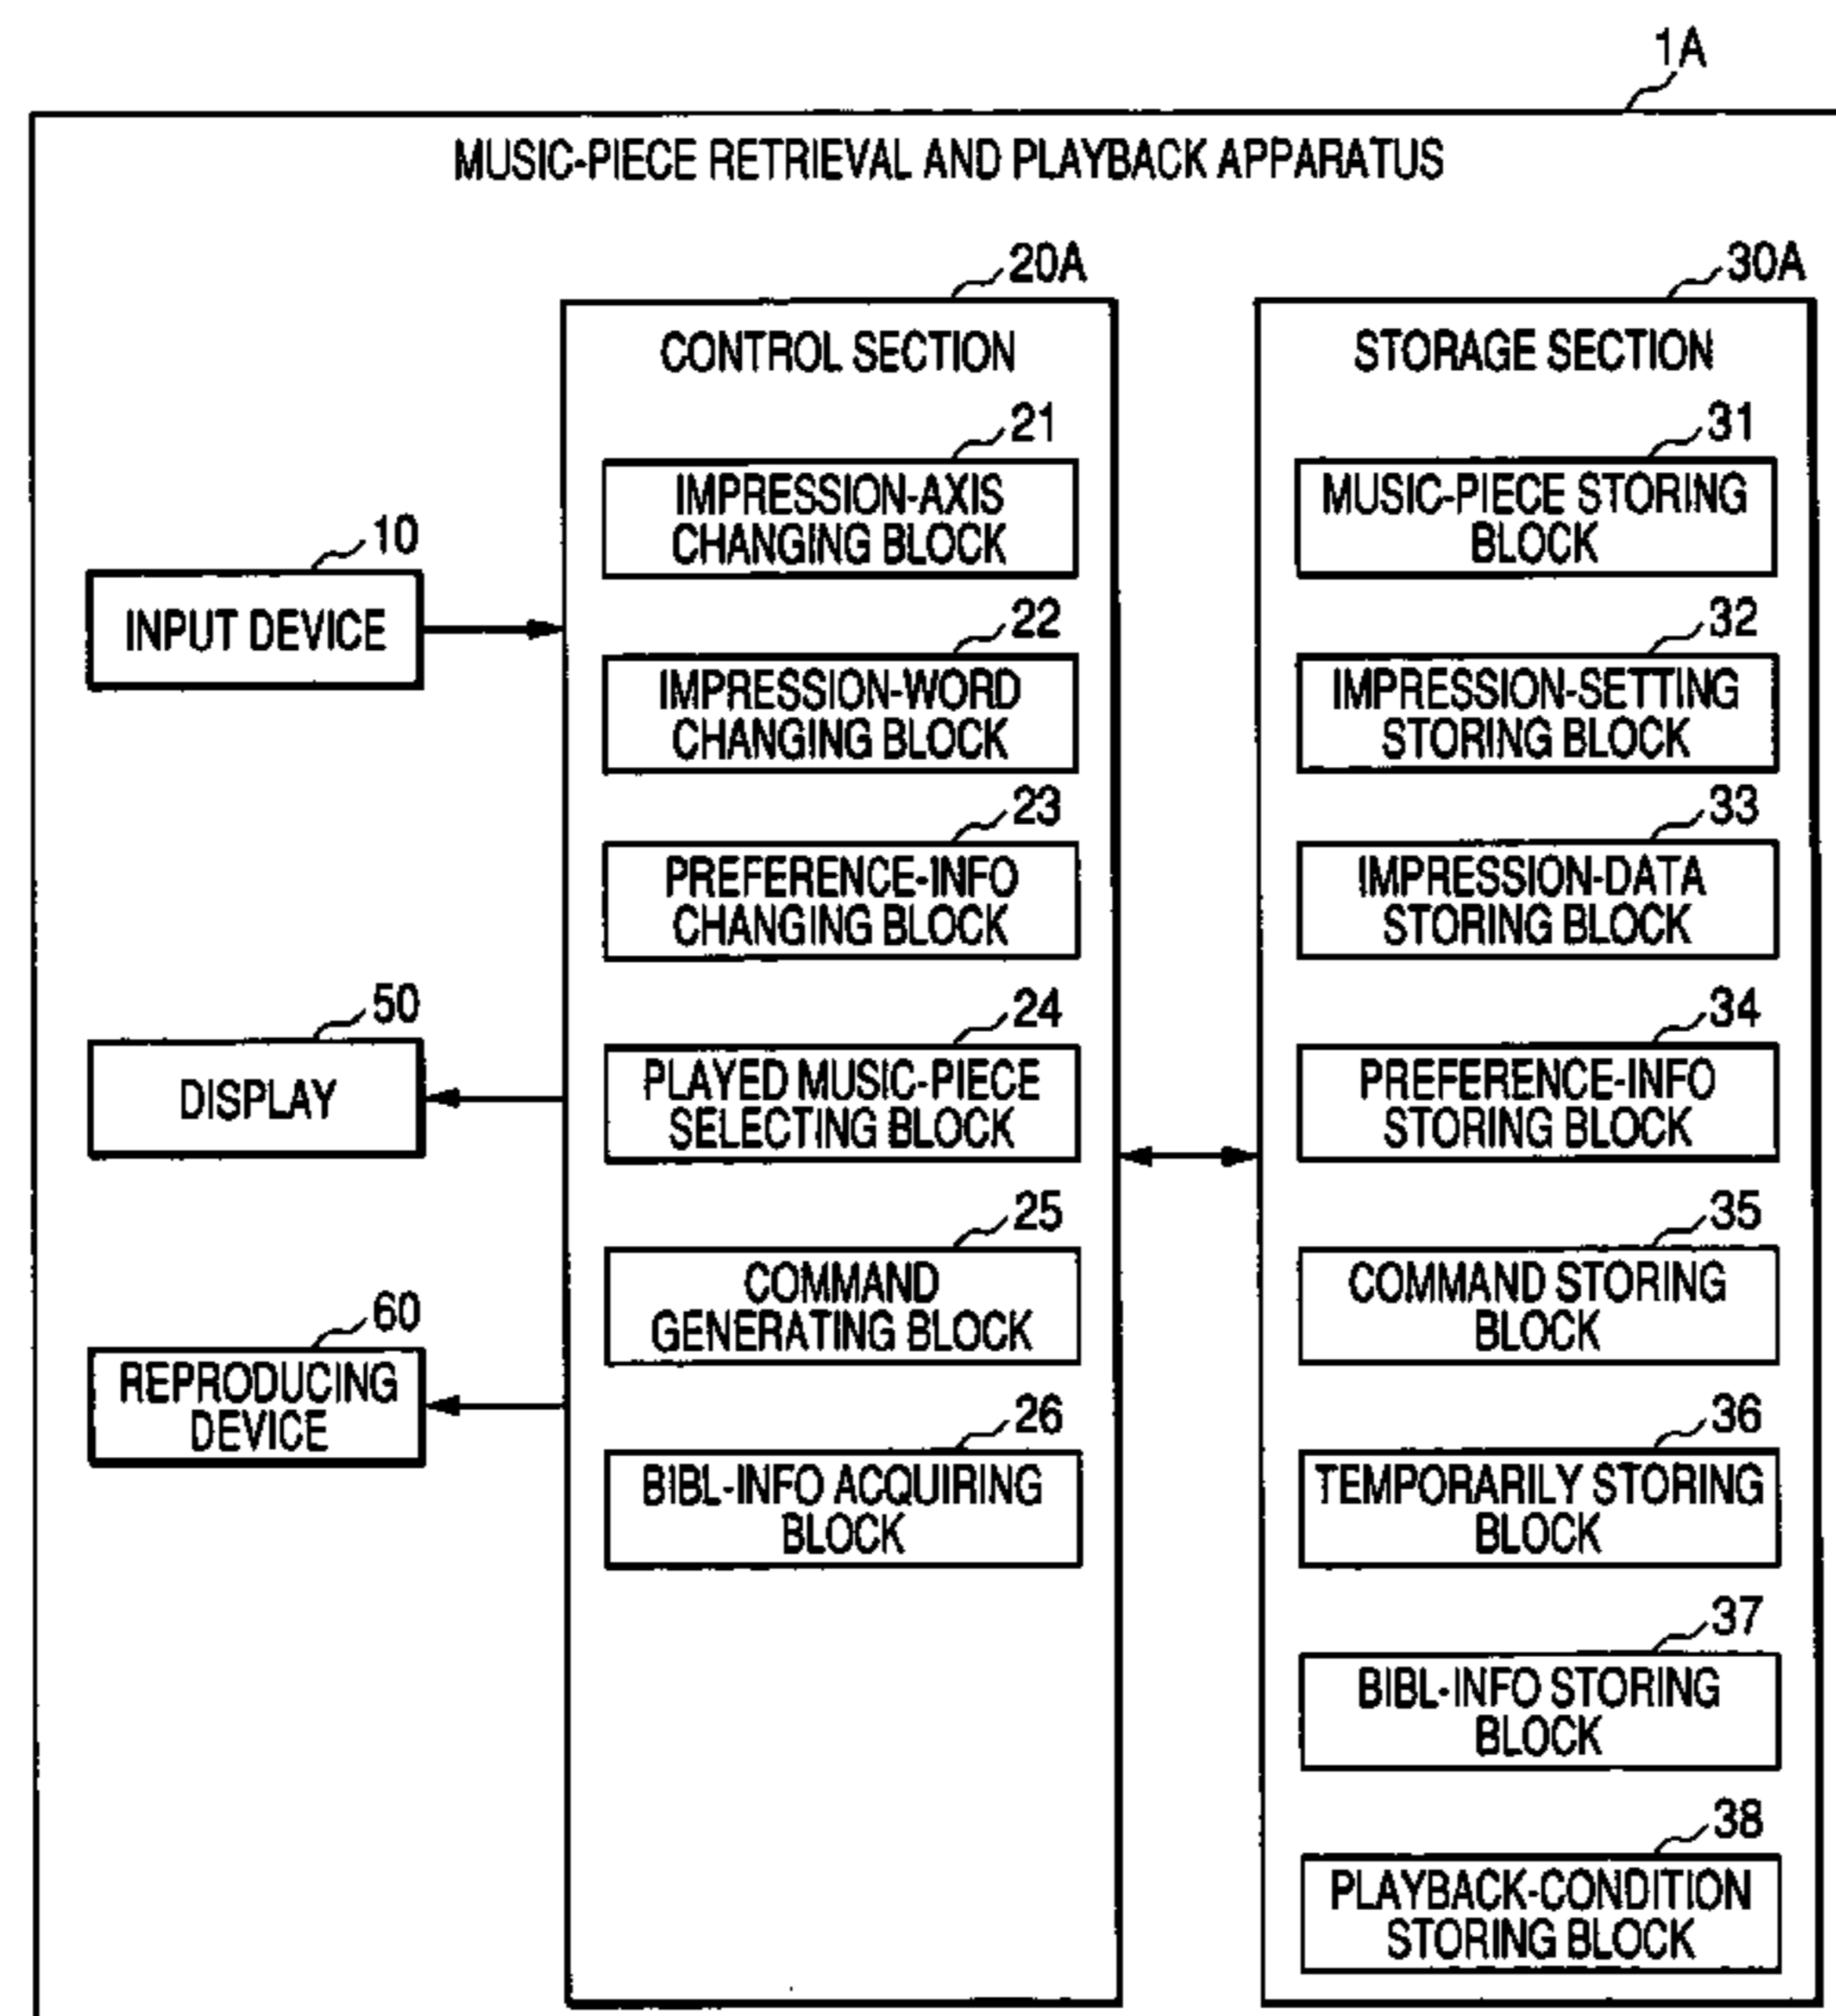 1A
MUSIC-PIECE RETRIEVAL AND PLAYBACK APPARATUS
10
INPUT DEVICE
50
DISPLAY
60
REPRODUCING
DEVICE
20A
CONTROL SECTION
21
IMPRESSION-AXIS
CHANGING BLOCK
22
IMPRESSION-WORD
CHANGING BLOCK
23
PREFERENCE-INFO
CHANGING BLOCK
24
PLAYED MUSIC-PIECE
SELECTING BLOCK
25
COMMAND
GENERATING BLOCK
26
BIBL-INFO ACQUIRING
BLOCK
30A
STORAGE SECTION
31
MUSIC-PIECE STORING
BLOCK
32
IMPRESSION-SETTING
STORING BLOCK
33
IMPRESSION-DATA
STORING BLOCK
34
PREFERENCE-INFO
STORING BLOCK
35
COMMAND STORING
BLOCK
36
TEMPORARILY STORING
BLOCK
37
BIBL-INFO STORING
BLOCK
38
PLAYBACK-CONDITION
STORING BLOCK